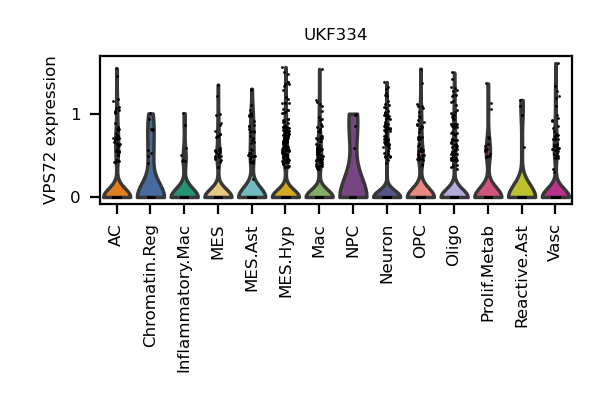 UKF334
VPS72 expression
1
0
AC
Chromatin.Reg
Inflammatory.Mac
MES
MES.Ast
MES.Hyp
Mac
NPC
Neuron
OPC
Oligo
Prolif.Metab
Reactive.Ast
Vasc